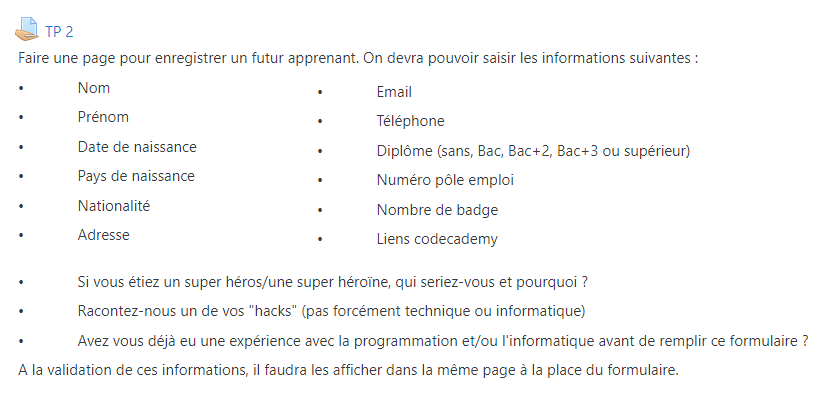 TP 2
Faire une page pour enregistrer un futur apprenant. On devra pouvoir saisir les informations suivantes :
• Nom
• Prénom
• Date de naissance
• Pays de naissance
• Nationalité
• Adresse
• Email
• Téléphone
• Diplôme (sans, Bac, Bac+2, Bac+3 ou supérieur)
• Numéro pôle emploi
• Nombre de badge
• Liens codecademy
• Si vous étiez un super héros/une super héroïne, qui seriez-vous et pourquoi ?
• Racontez-nous un de vos "hacks" (pas forcément technique ou informatique)
• Avez vous déjà eu une expérience avec la programmation et/ou l'informatique avant de remplir ce formulaire ?
A la validation de ces informations, il faudra les afficher dans la même page à la place du formulaire.